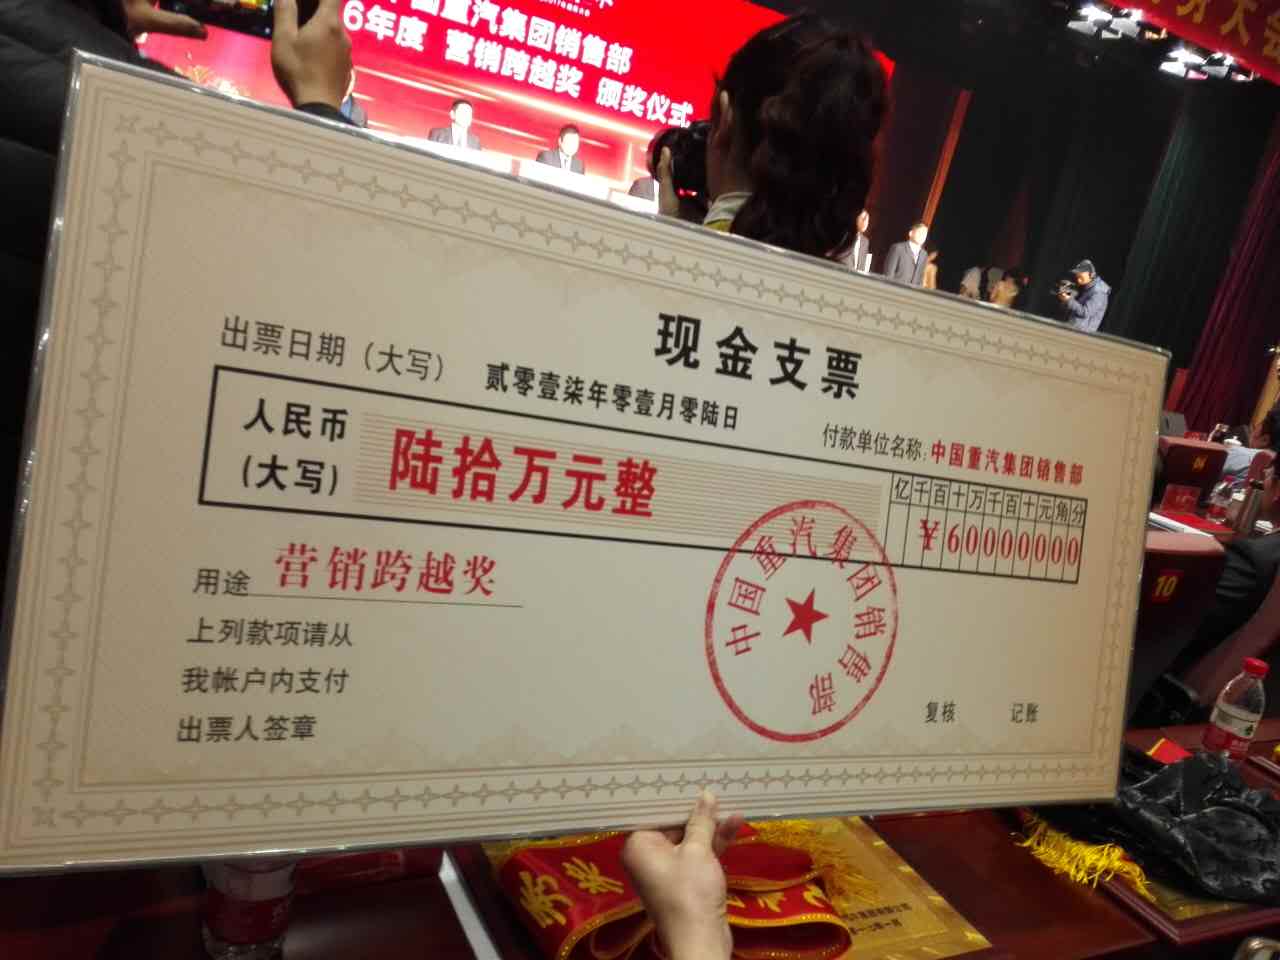 中国重汽集团销售部
6年度 营销跨越奖 颁奖仪式
现金支票
出票日期（大写） 贰零壹柒年零壹月零陆日
付款单位名称: 中国重汽集团销售部
人民币
(大写)
陆拾万元整
亿千百十万千百十元角分
¥60000000
用途 营销跨越奖
上列款项请从
我帐户内支付
出票人签章
中国重汽集团销售部
复核 记账
10